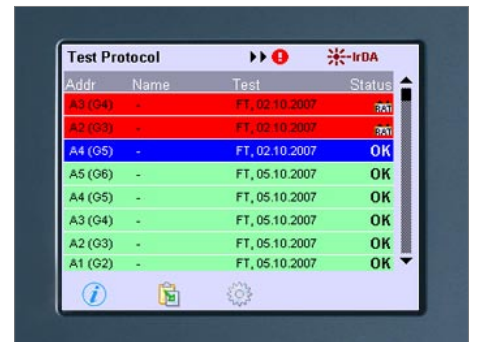 Test Protocol IrDA
Addr Name Test Status
A3 (G4) - FT, 02.10.2007 BAT
A2 (G3) - FT, 02.10.2007 BAT
A4 (G5) - FT, 02.10.2007 OK
A5 (G6) - FT, 05.10.2007 OK
A4 (G5) - FT, 05.10.2007 OK
A3 (G4) - FT, 05.10.2007 OK
A2 (G3) - FT, 05.10.2007 OK
A1 (G2) - FT, 05.10.2007 OK